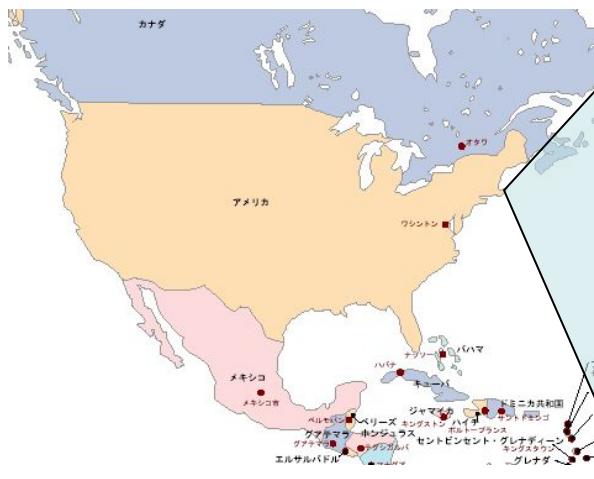 カナダ
オタワ
アメリカ
ワシントン
ナッソー
バハマ
ハバナ
キューバ
メキシコ
メキシコ市
ドミニカ共和国
ジャマイカ
サントドミンゴ
ベルモパン
ベリーズ
キングストン
ハイチ
ポルトープランス
グアテマラ
ホンジュラス
セントビンセント・グレナディーン
グアテマラ
テグシガルパ
キングスタウン
エルサルバドル
グレナダ
マナグア